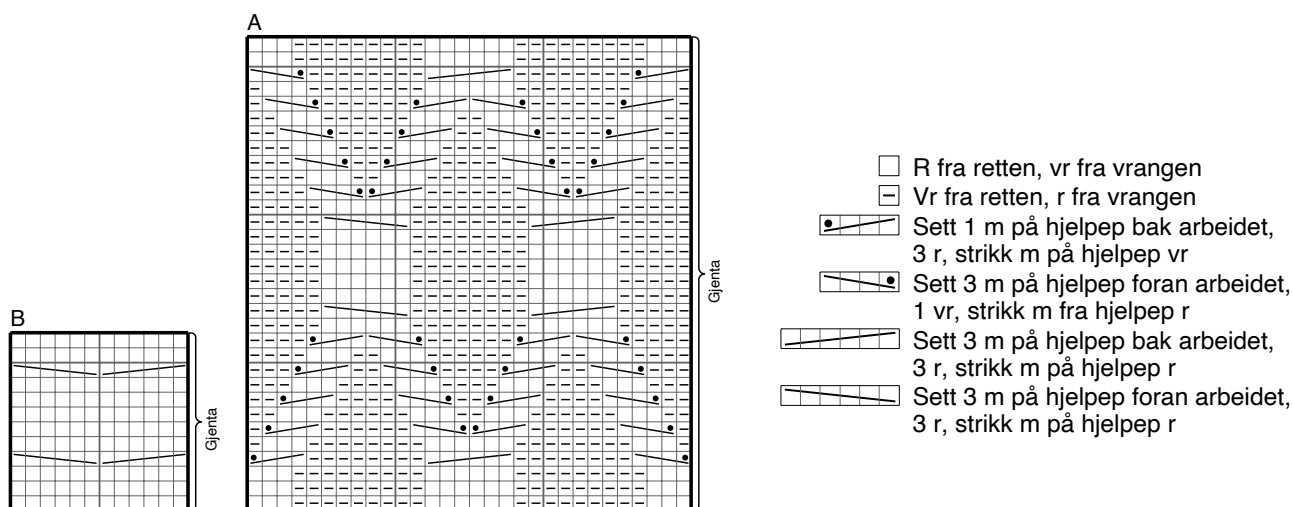 A
Gjenta
B
Gjenta
R fra retten, vr fra vrangen
Vr fra retten, r fra vrangen
Sett 1 m på hjelpep bak arbeidet,
3 r, strikk m på hjelpep vr
Sett 3 m på hjelpep foran arbeidet,
1 vr, strikk m fra hjelpep r
Sett 3 m på hjelpep bak arbeidet,
3 r, strikk m på hjelpep r
Sett 3 m på hjelpep foran arbeidet,
3 r, strikk m på hjelpep r